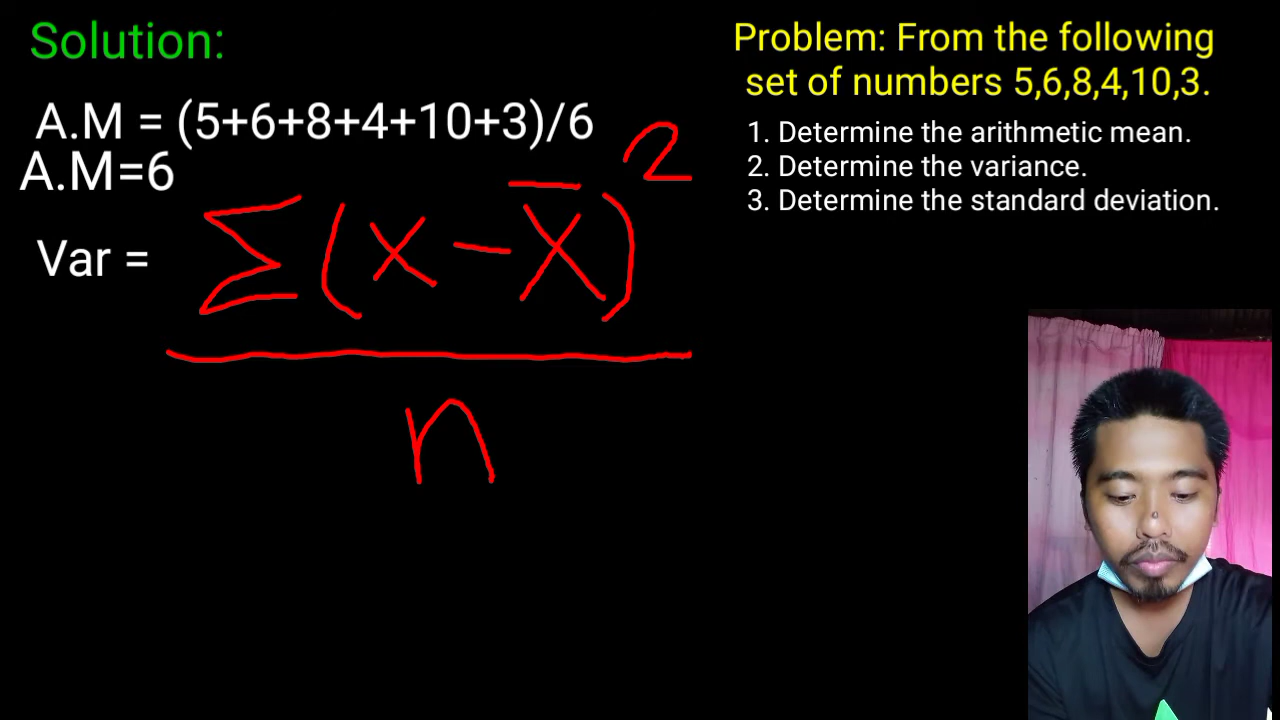 Solution:
A.M = (5+6+8+4+10+3)/6
A.M=6
Var = ∑(x-x̅)²
n
Problem: From the following
set of numbers 5,6,8,4,10,3.
1. Determine the arithmetic mean.
2. Determine the variance.
3. Determine the standard deviation.